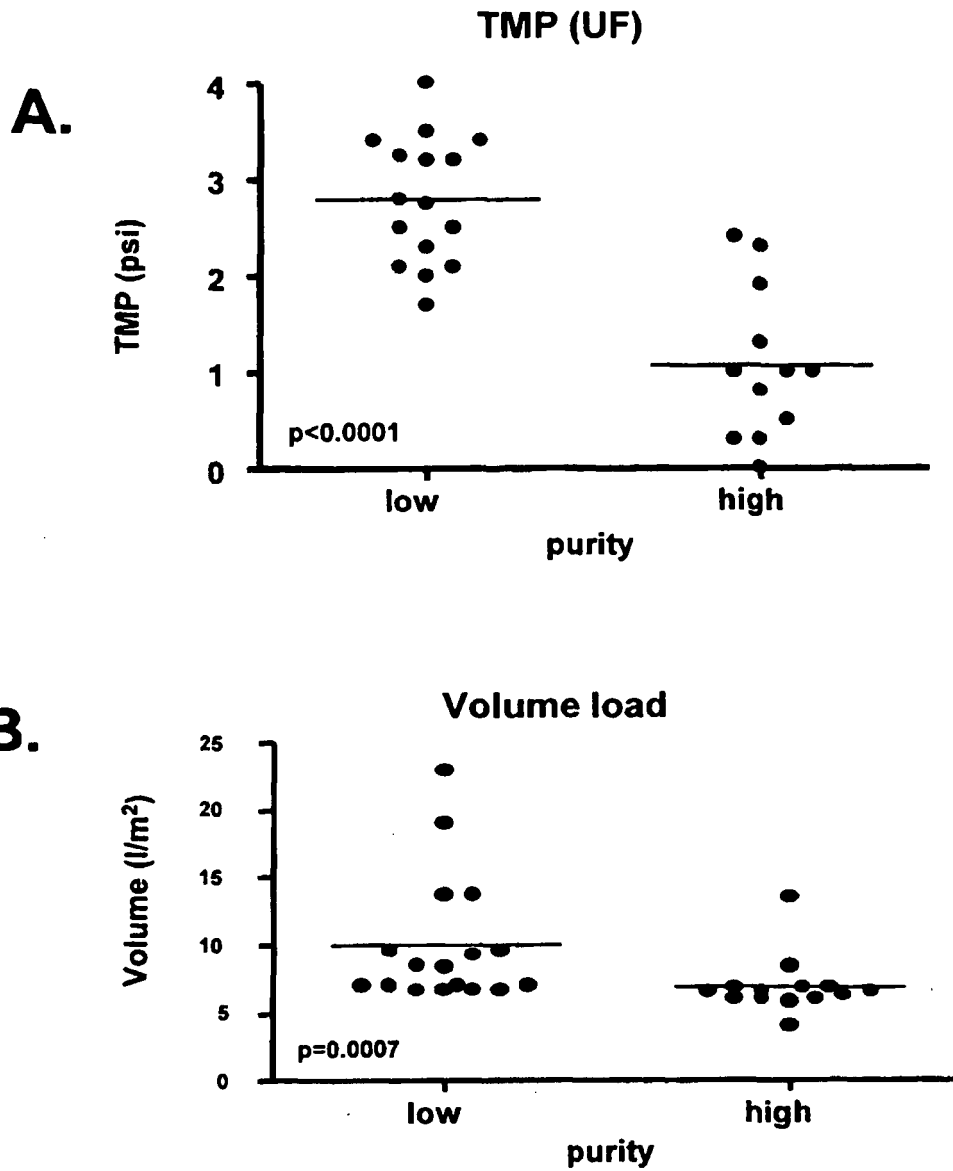 TMP (UF)
A.
4
3
2
1
0
TMP (psi)
p<0.0001
low
high
purity
B.
Volume load
25
20
15
10
5
0
Volume (l/m²)
p=0.0007
low
high
purity